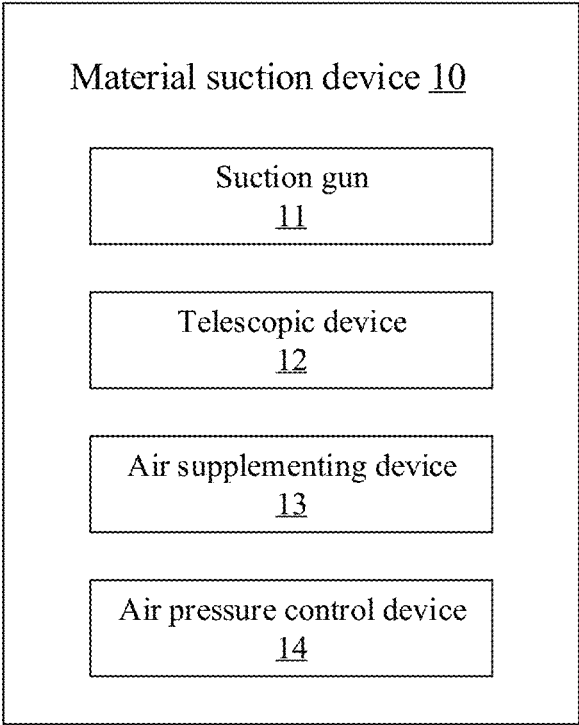 Material suction device 10
Suction gun
11
Telescopic device
12
Air supplementing device
13
Air pressure control device
14